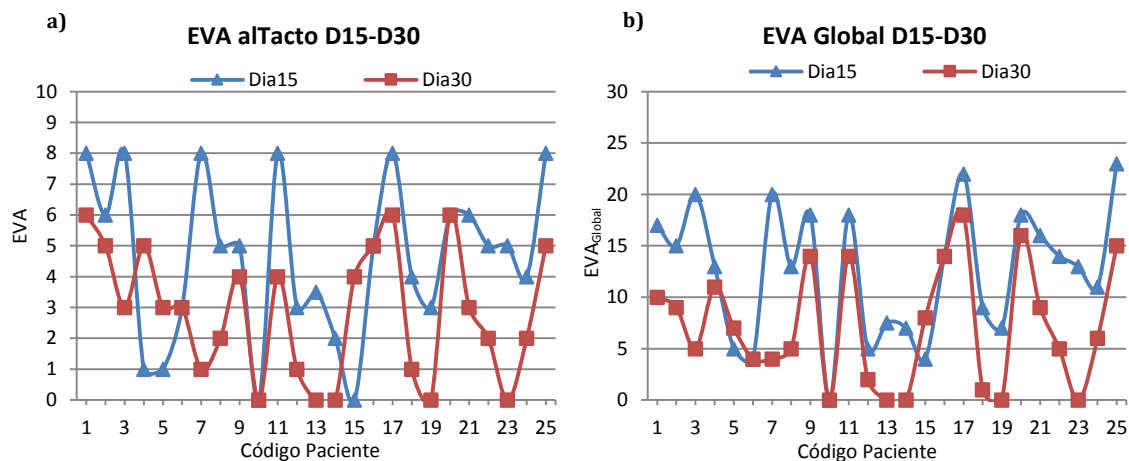 a)
EVA alTacto D15-D30
Dia15 Dia30
10
9
8
7
6
5
4
3
2
1
0
EVA
1 3 5 7 9 11 13 15 17 19 21 23 25
Código Paciente
b)
EVA Global D15-D30
Dia15 Dia30
30
25
20
15
10
5
0
EVAGlobal
1 3 5 7 9 11 13 15 17 19 21 23 25
Código Paciente